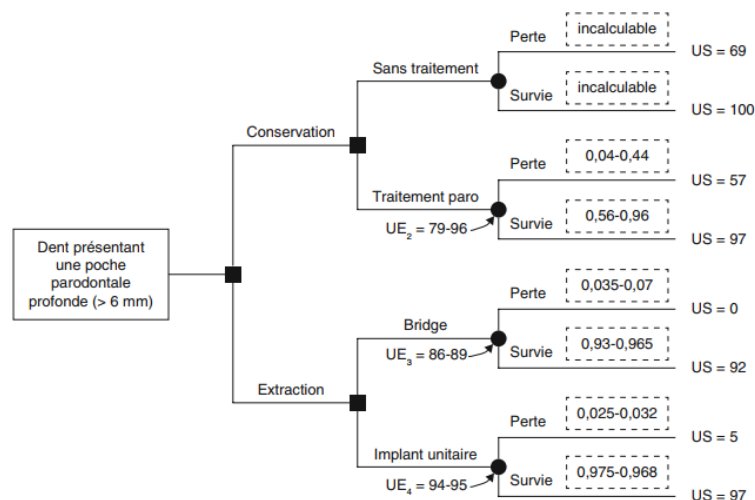 Perte
incalculable
US = 69
Sans traitement
Survie
incalculable
US = 100
Conservation
Perte
0,04-0,44
US = 57
Traitement paro
UE₂ = 79-96
Survie
0,56-0,96
US = 97
Dent présentant
une poche
parodontale
profonde (> 6 mm)
Perte
0,035-0,07
US = 0
Bridge
UE₃ = 86-89
Survie
0,93-0,965
US = 92
Extraction
Perte
0,025-0,032
US = 5
Implant unitaire
UE₄ = 94-95
Survie
0,975-0,968
US = 97